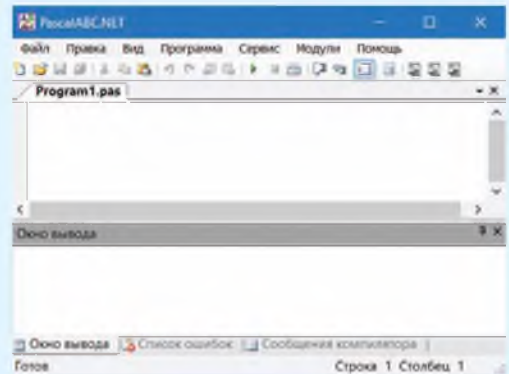 PascalABC.NET
Файл Правка Вид Программа Сервис Модули Помощь
Program1.pas
Окно вывода
Окно вывода Список ошибок Сообщения компилятора
Готов Строка 1 Столбец 1